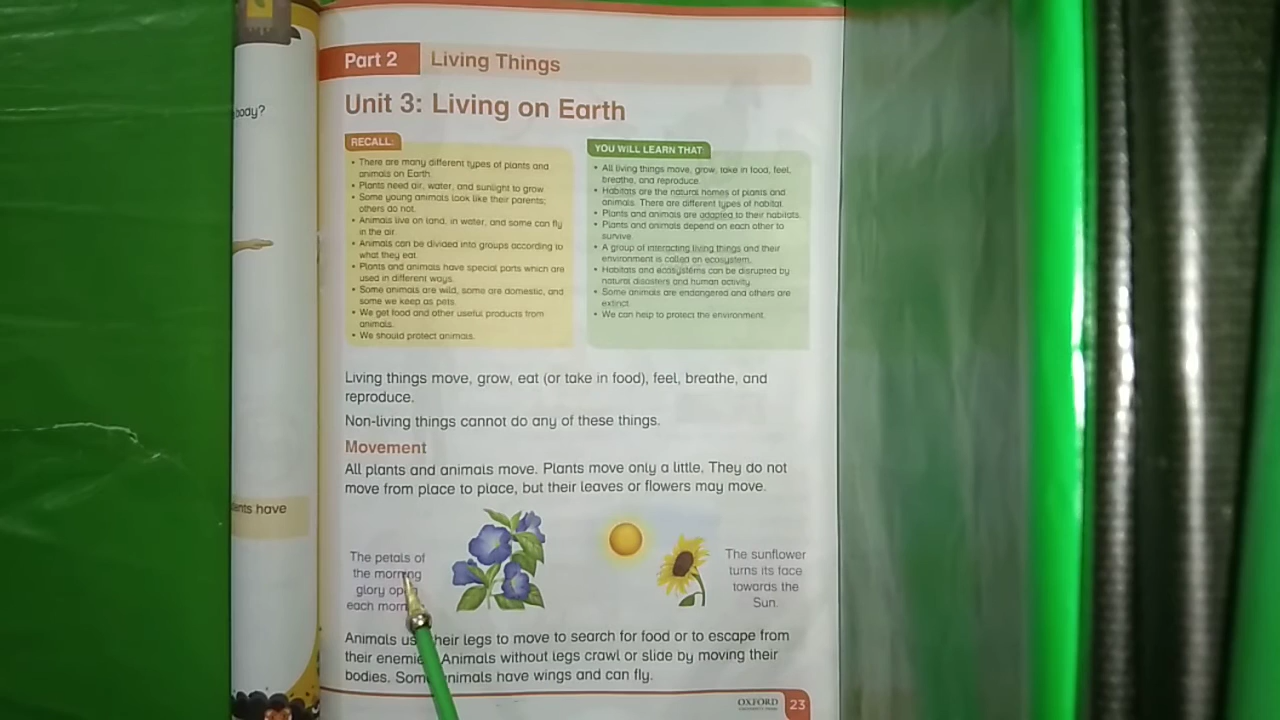 body?
ents have
Part 2 Living Things
Unit 3: Living on Earth
RECALL:
• There are many different types of plants and
animals on Earth.
• Plants need air, water, and sunlight to grow.
• Some young animals look like their parents;
others do not.
• Animals live on land, in water, and some can fly
in the air.
• Animals can be divided into groups according to
what they eat.
• Plants and animals have special parts which are
used in different ways.
• Some animals are wild, some are domestic, and
some we keep as pets.
• We get food and other useful products from
animals.
• We should protect animals.
YOU WILL LEARN THAT:
• All living things move, grow, take in food, feel,
breathe, and reproduce.
• Habitats are the natural homes of plants and
animals. There are different types of habitat.
• Plants and animals are adapted to their habitats.
• Plants and animals depend on each other to
survive.
• A group of interacting living things and their
environment is called an ecosystem.
• Habitats and ecosystems can be disrupted by
natural disasters and human activity.
• Some animals are endangered and others are
extinct.
• We can help to protect the environment.
Living things move, grow, eat (or take in food), feel, breathe, and
reproduce.
Non-living things cannot do any of these things.
Movement
All plants and animals move. Plants move only a little. They do not
move from place to place, but their leaves or flowers may move.
The petals of
the morning
glory open
each morn
The sunflower
turns its face
towards the
Sun.
Animals use their legs to move to search for food or to escape from
their enemie Animals without legs crawl or slide by moving their
bodies. Some animals have wings and can fly.
OXFORD
23